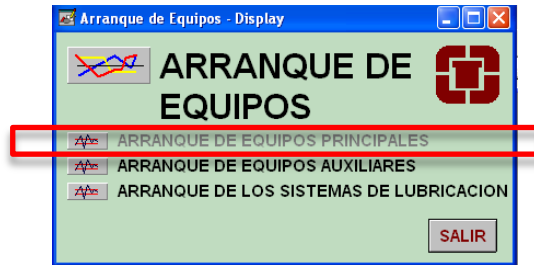 Arranque de Equipos - Display
ARRANQUE DE
EQUIPOS
ARRANQUE DE EQUIPOS PRINCIPALES
ARRANQUE DE EQUIPOS AUXILIARES
ARRANQUE DE LOS SISTEMAS DE LUBRICACION
SALIR